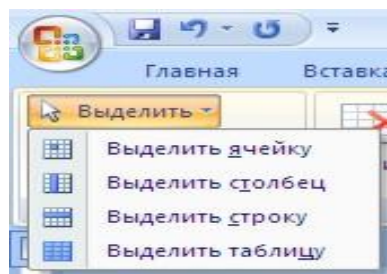 Главная Вставка
Выделить
Выделить ячейку
Выделить столбец
Выделить строку
Выделить таблицу